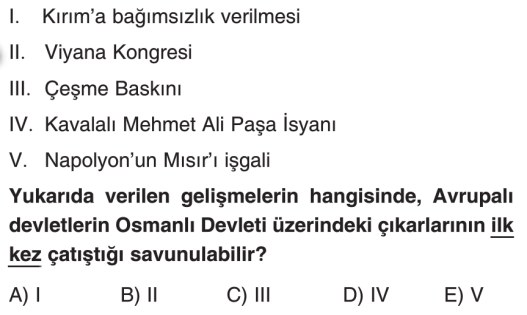 I. Kırım’a bağımsızlık verilmesi
II. Viyana Kongresi
III. Çeşme Baskını
IV. Kavalalı Mehmet Ali Paşa İsyanı
V. Napolyon’un Mısır’ı işgali
Yukarıda verilen gelişmelerin hangisinde, Avrupalı
devletlerin Osmanlı Devleti üzerindeki çıkarlarının ilk
kez çatıştığı savunulabilir?
A) I B) II C) III D) IV E) V